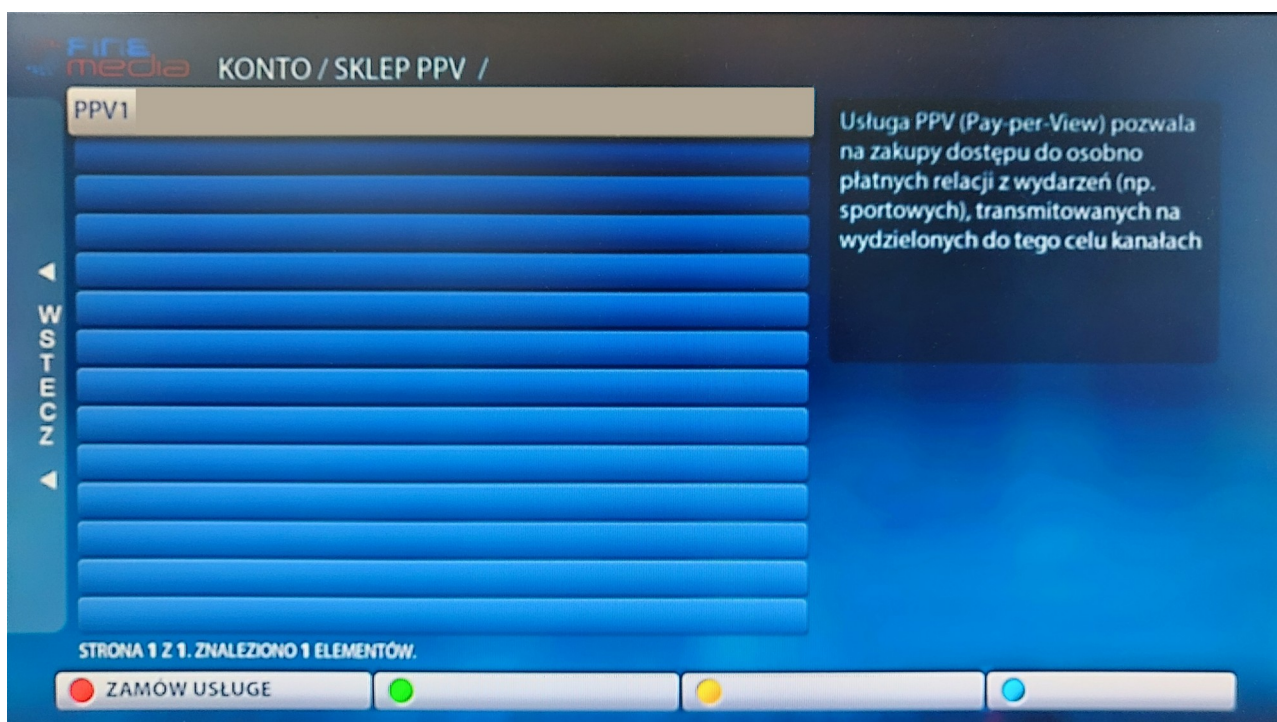 FINE
media
KONTO / SKLEP PPV /
PPV1
Usługa PPV (Pay-per-View) pozwala
na zakupy dostępu do osobno
płatnych relacji z wydarzeń (np.
sportowych), transmitowanych na
wydzielonych do tego celu kanałach
WSTECZ
STRONA 1 Z 1. ZNALEZIONO 1 ELEMENTÓW.
ZAMÓW USŁUGE